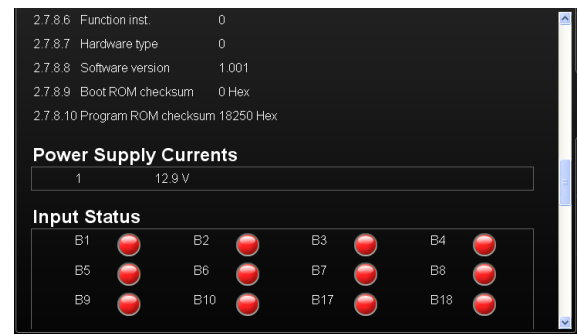 2.7.8.6 Function inst. 0
2.7.8.7 Hardware type 0
2.7.8.8 Software version 1.001
2.7.8.9 Boot ROM checksum 0 Hex
2.7.8.10 Program ROM checksum 18250 Hex
Power Supply Currents
1 12.9 V
Input Status
B1 B2 B3 B4
B5 B6 B7 B8
B9 B10 B17 B18